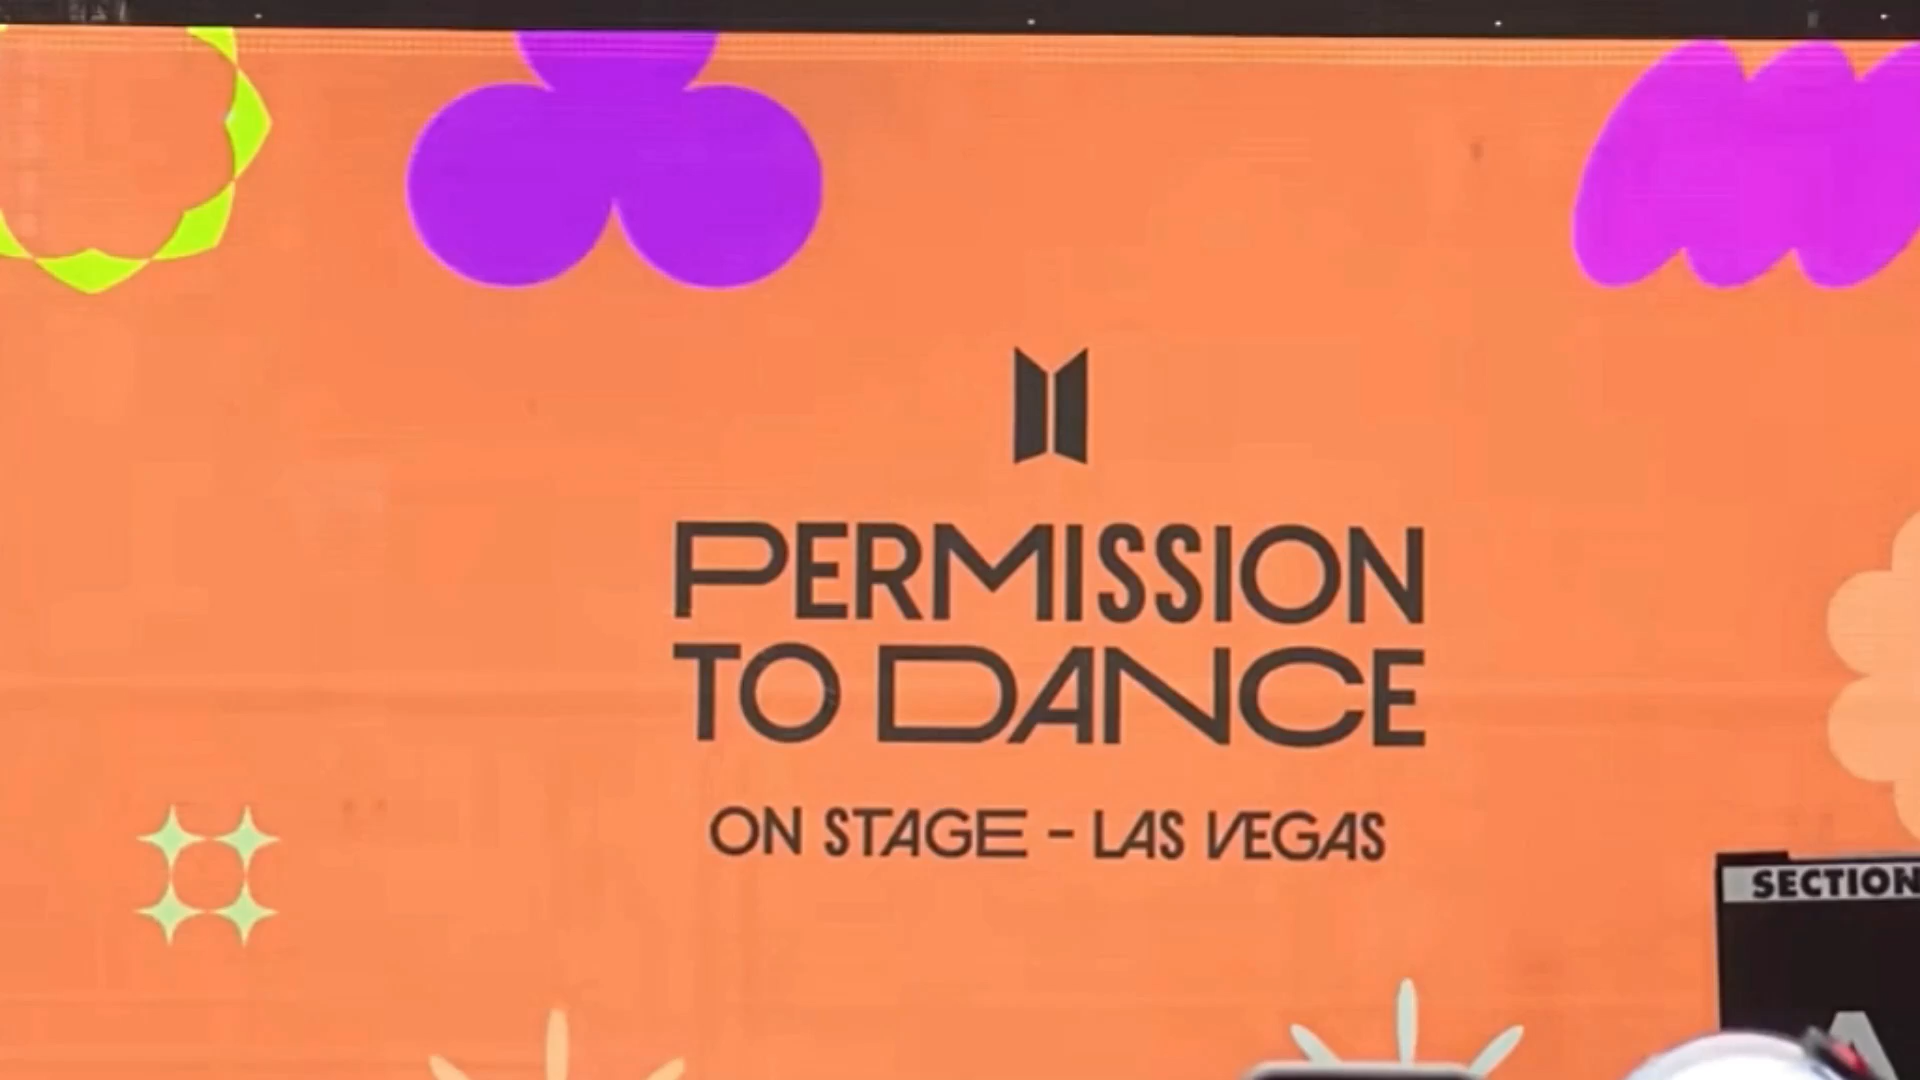 PERMISSION
TO DANCE
ON STAGE - LAS VEGAS
SECTION
A